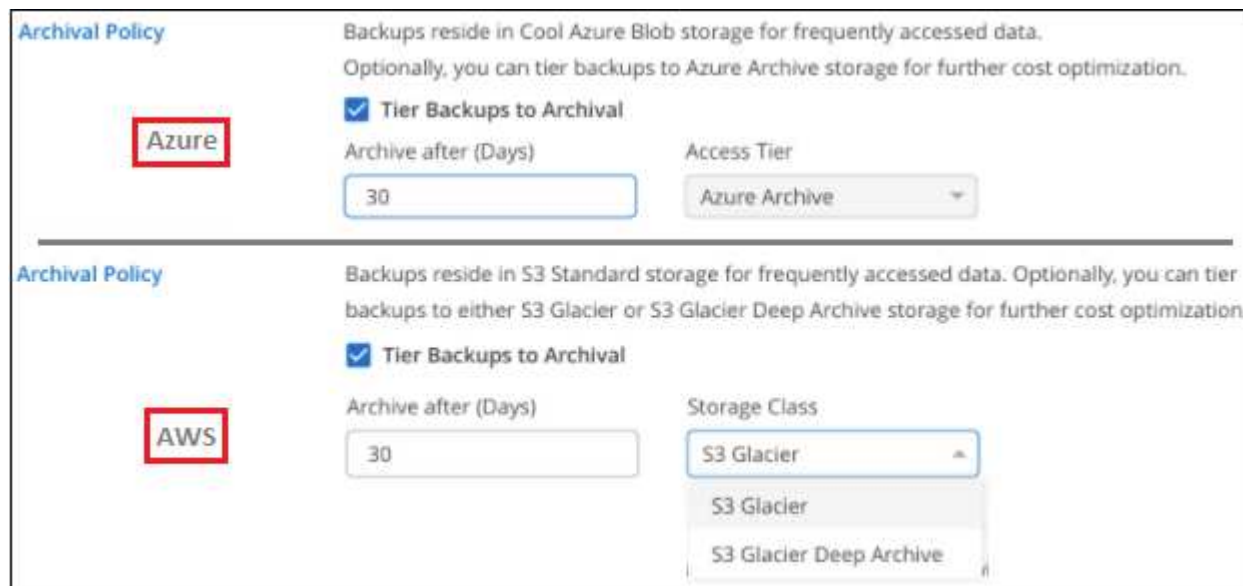 Archival Policy
Backups reside in Cool Azure Blob storage for frequently accessed data.
Optionally, you can tier backups to Azure Archive storage for further cost optimization.
Tier Backups to Archival
Azure
Archive after (Days)
Access Tier
30
Azure Archive
Archival Policy
Backups reside in S3 Standard storage for frequently accessed data. Optionally, you can tier
backups to either S3 Glacier or S3 Glacier Deep Archive storage for further cost optimization
Tier Backups to Archival
Archive after (Days)
Storage Class
AWS
30
S3 Glacier
S3 Glacier
S3 Glacier Deep Archive